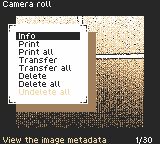 Camera roll
Info
Print
Print all
Transfer
Transfer all
Delete
Delete all
Undelete all
View the image metadata 1/30